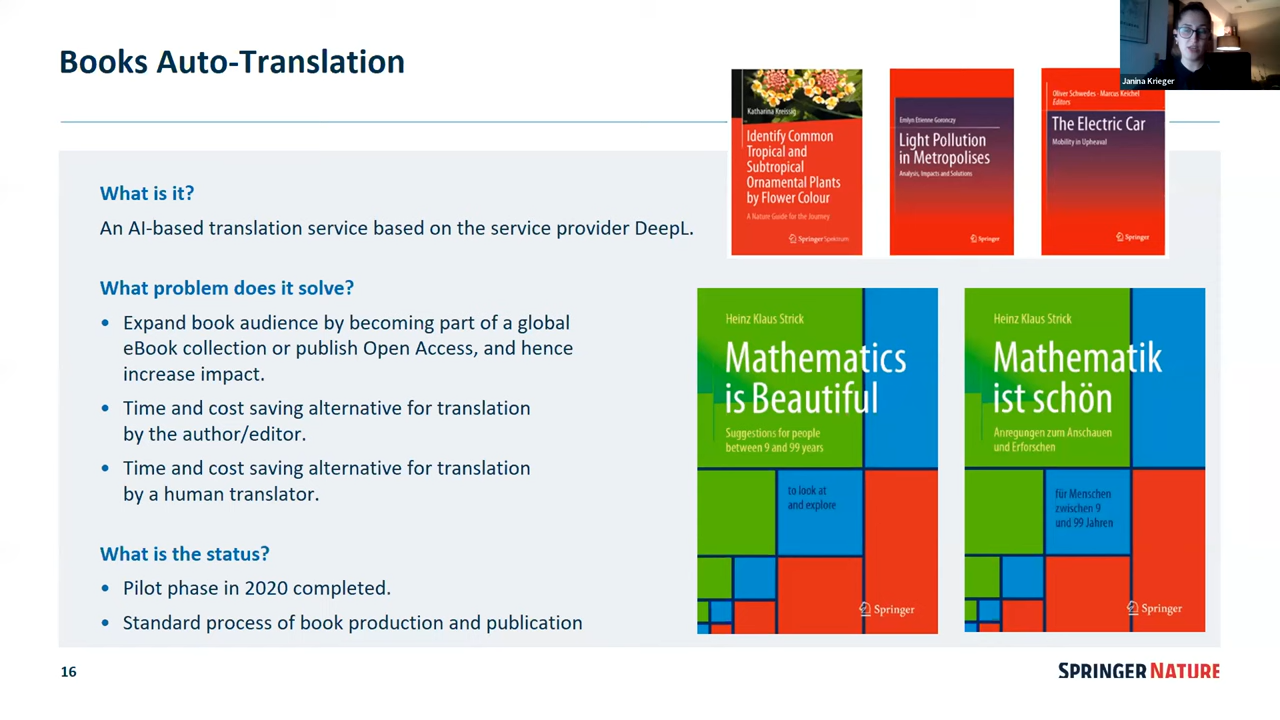 Books Auto-Translation
Janina Krieger
Katharina Kreissig
Identify Common
Tropical and
Subtropical
Ornamental Plants
by Flower Colour
A Nature Guide for the Journey
Springer Spektrum
Emlyn Etienne Goronczy
Light Pollution
in Metropolises
Analysis, Impacts and Solutions
Springer
Oliver Schwedes · Marcus Keichel
Editors
The Electric Car
Mobility in Upheaval
Springer
What is it?
An AI-based translation service based on the service provider DeepL.
What problem does it solve?
• Expand book audience by becoming part of a global
eBook collection or publish Open Access, and hence
increase impact.
• Time and cost saving alternative for translation
by the author/editor.
• Time and cost saving alternative for translation
by a human translator.
What is the status?
• Pilot phase in 2020 completed.
• Standard process of book production and publication
Heinz Klaus Strick
Mathematics
is Beautiful
Suggestions for people
between 9 and 99 years
to look at
and explore
Springer
Heinz Klaus Strick
Mathematik
ist schön
Anregungen zum Anschauen
und Erforschen
für Menschen
zwischen 9
und 99 Jahren
Springer
16
SPRINGER NATURE